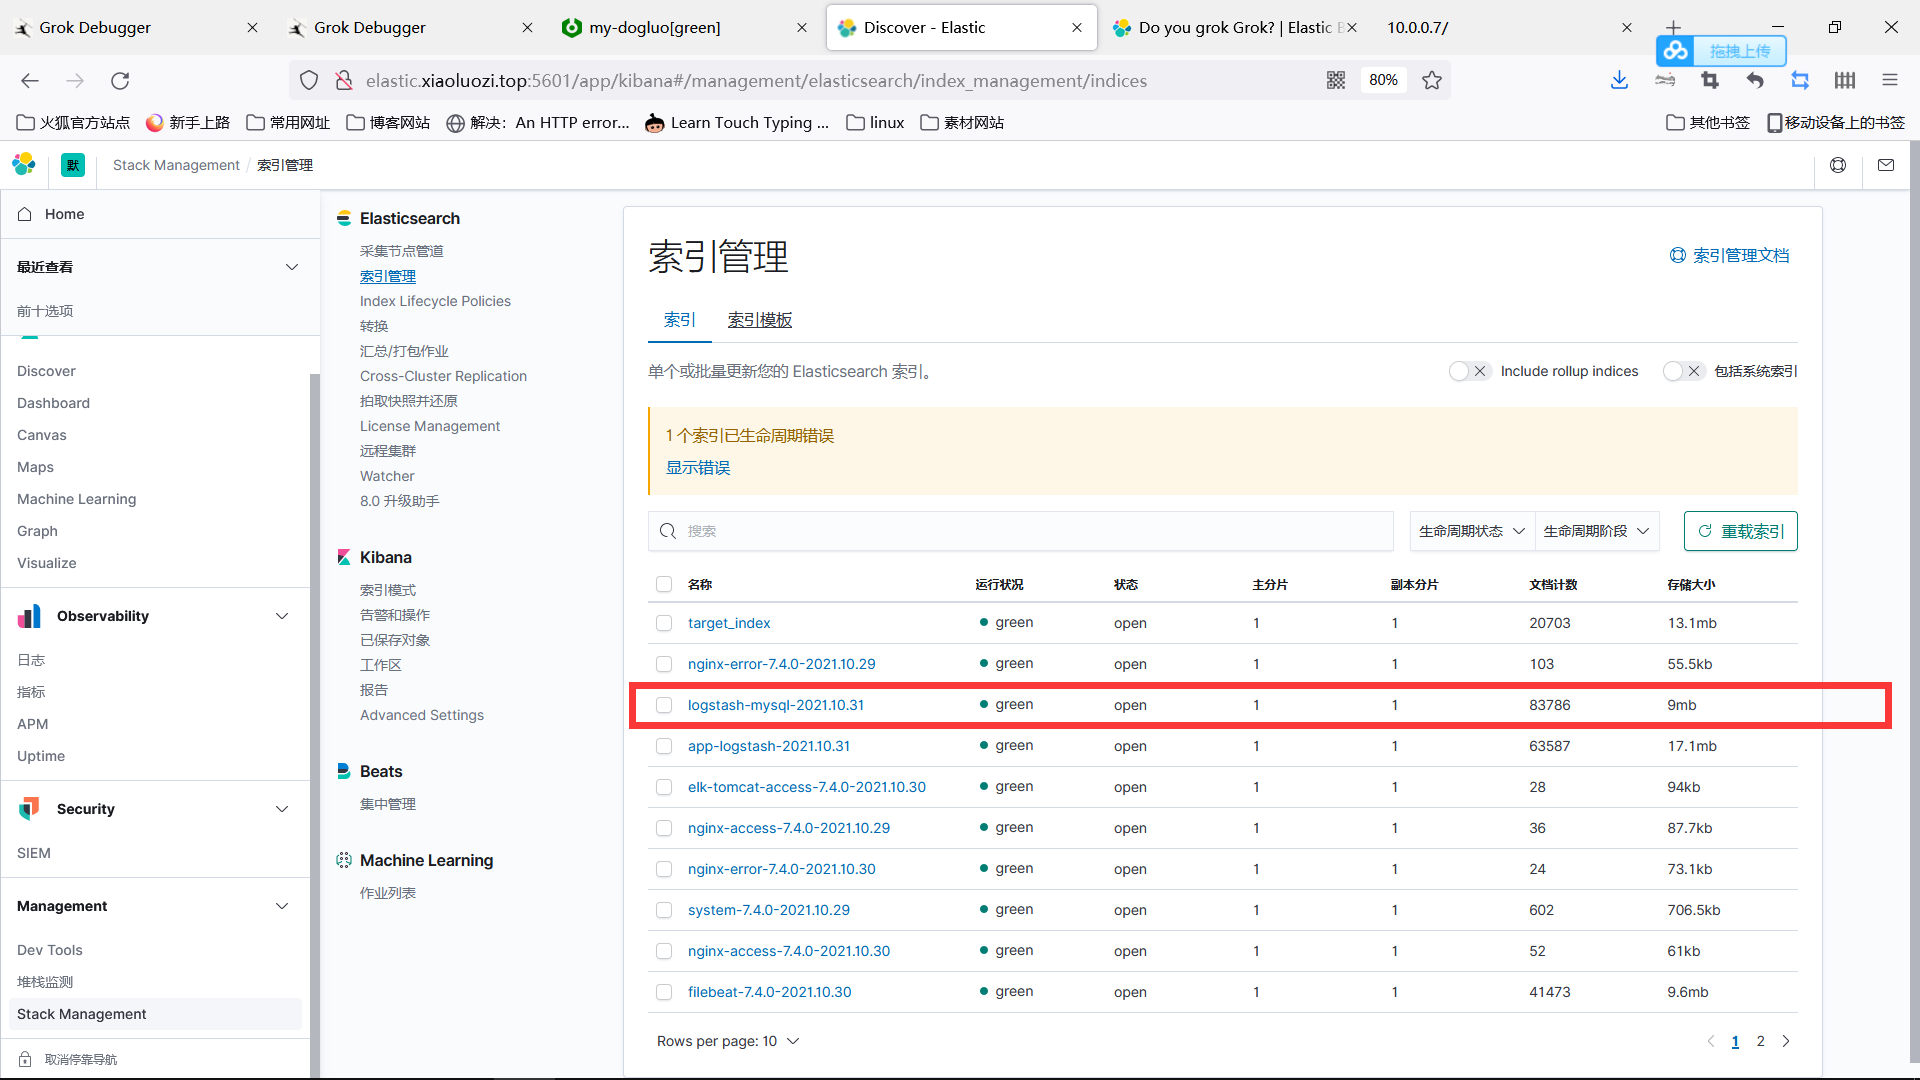 Grok Debugger
Grok Debugger
my-dogluo[green]
Discover - Elastic
Do you grok Grok? | Elastic B
10.0.0.7/
拖拽上传
elastic.xiaoluozi.top:5601/app/kibana#/management/elasticsearch/index_management/indices
80%
火狐官方站点
新手上路
常用网址
博客网站
解决：An HTTP error...
Learn Touch Typing ...
linux
素材网站
其他书签
移动设备上的书签
默
Stack Management / 索引管理
Home
最近查看
前十选项
Discover
Dashboard
Canvas
Maps
Machine Learning
Graph
Visualize
Observability
日志
指标
APM
Uptime
Security
SIEM
Management
Dev Tools
堆栈监测
Stack Management
取消停靠导航
Elasticsearch
采集节点管道
索引管理
Index Lifecycle Policies
转换
汇总/打包作业
Cross-Cluster Replication
拍取快照并还原
License Management
远程集群
Watcher
8.0 升级助手
Kibana
索引模式
告警和操作
已保存对象
工作区
报告
Advanced Settings
Beats
集中管理
Machine Learning
作业列表
索引管理
索引管理文档
索引 索引模板
单个或批量更新您的 Elasticsearch 索引。
Include rollup indices
包括系统索引
1 个索引已生命周期错误
显示错误
搜索
生命周期状态
生命周期阶段
重载索引
名称 运行状况 状态 主分片 副本分片 文档计数 存储大小
target_index green open 1 1 20703 13.1mb
nginx-error-7.4.0-2021.10.29 green open 1 1 103 55.5kb
logstash-mysql-2021.10.31 green open 1 1 83786 9mb
app-logstash-2021.10.31 green open 1 1 63587 17.1mb
elk-tomcat-access-7.4.0-2021.10.30 green open 1 1 28 94kb
nginx-access-7.4.0-2021.10.29 green open 1 1 36 87.7kb
nginx-error-7.4.0-2021.10.30 green open 1 1 24 73.1kb
system-7.4.0-2021.10.29 green open 1 1 602 706.5kb
nginx-access-7.4.0-2021.10.30 green open 1 1 52 61kb
filebeat-7.4.0-2021.10.30 green open 1 1 41473 9.6mb
Rows per page: 10
1 2